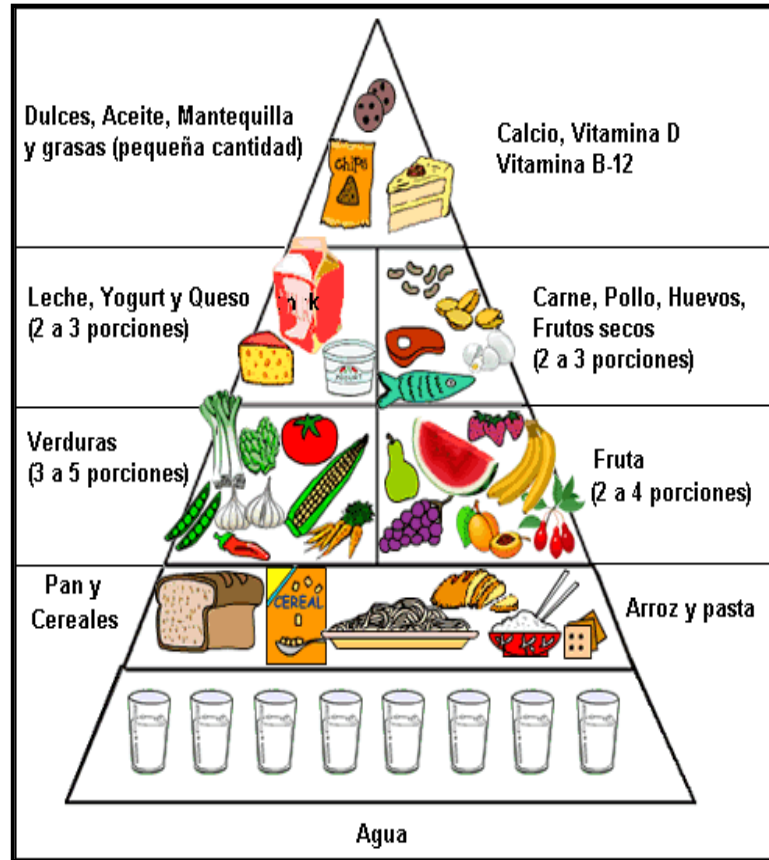 Dulces, Aceite, Mantequilla
y grasas (pequeña cantidad)
Calcio, Vitamina D
Vitamina B-12
chips
Leche, Yogurt y Queso
(2 a 3 porciones)
Carne, Pollo, Huevos,
Frutos secos
(2 a 3 porciones)
YOGURT
Verduras
(3 a 5 porciones)
Fruta
(2 a 4 porciones)
Pan y
Cereales
CEREAL
Arroz y pasta
Agua